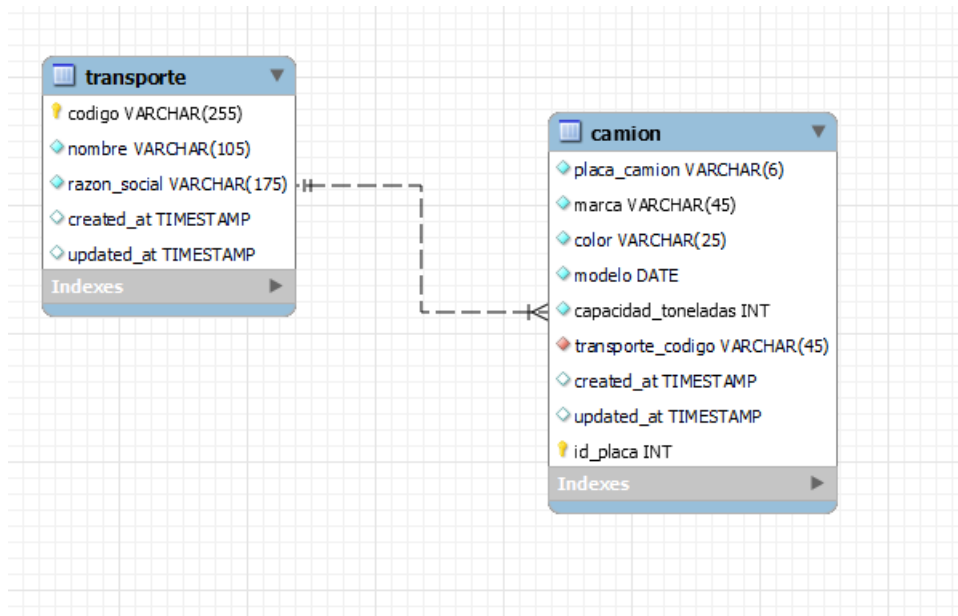 transporte
codigo VARCHAR(255)
nombre VARCHAR(105)
razon_social VARCHAR(175)
created_at TIMESTAMP
updated_at TIMESTAMP
Indexes
camion
placa_camion VARCHAR(6)
marca VARCHAR(45)
color VARCHAR(25)
modelo DATE
capacidad_toneladas INT
transporte_codigo VARCHAR(45)
created_at TIMESTAMP
updated_at TIMESTAMP
id_placa INT
Indexes